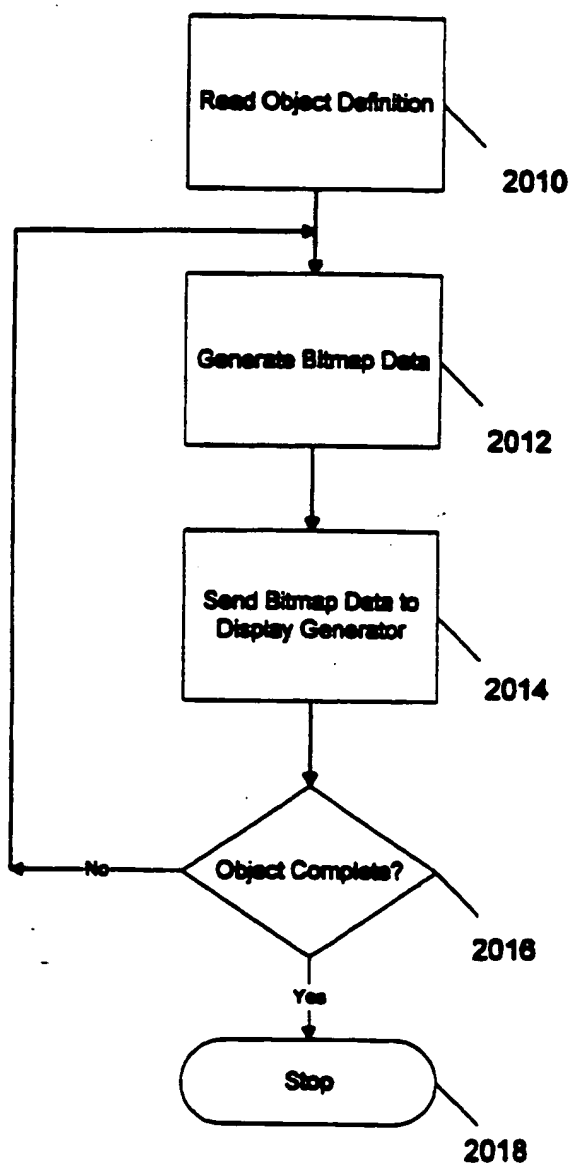 Read Object Definition
2010
Generate Bitmap Data
2012
Send Bitmap Data to
Display Generator
2014
Object Complete?
No
2016
Yes
Stop
2018